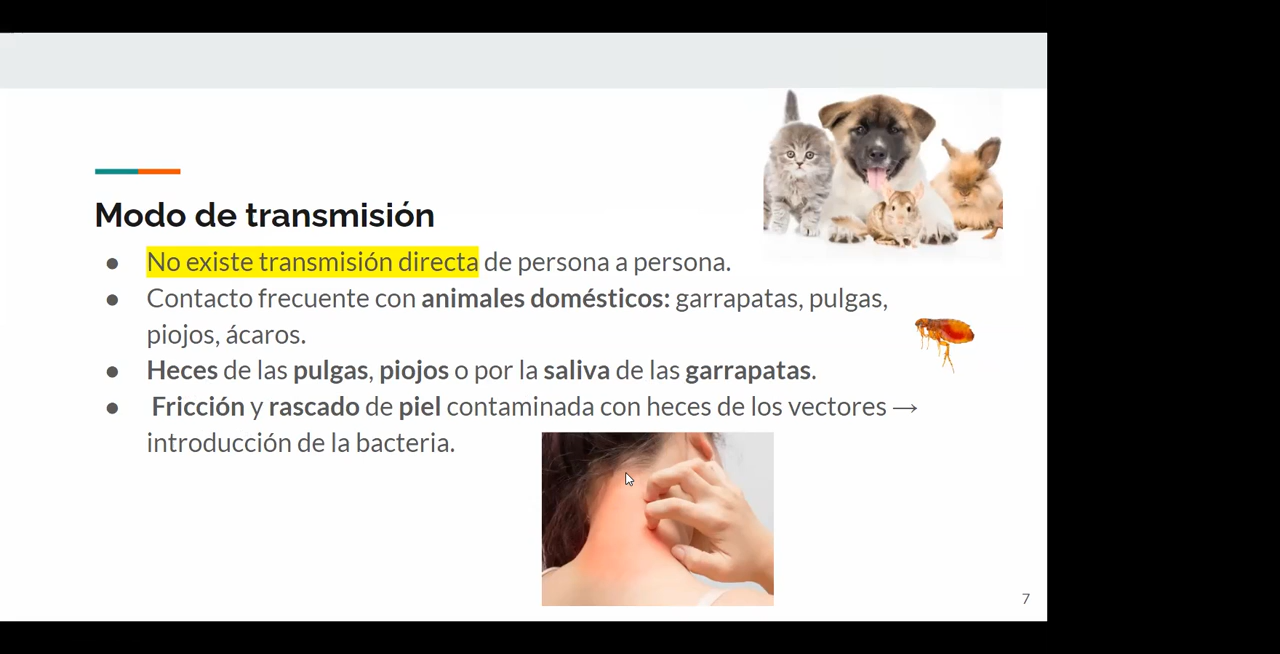 Modo de transmisión
● No existe transmisión directa de persona a persona.
● Contacto frecuente con animales domésticos: garrapatas, pulgas,
piojos, ácaros.
● Heces de las pulgas, piojos o por la saliva de las garrapatas.
● Fricción y rascado de piel contaminada con heces de los vectores →
introducción de la bacteria.
7